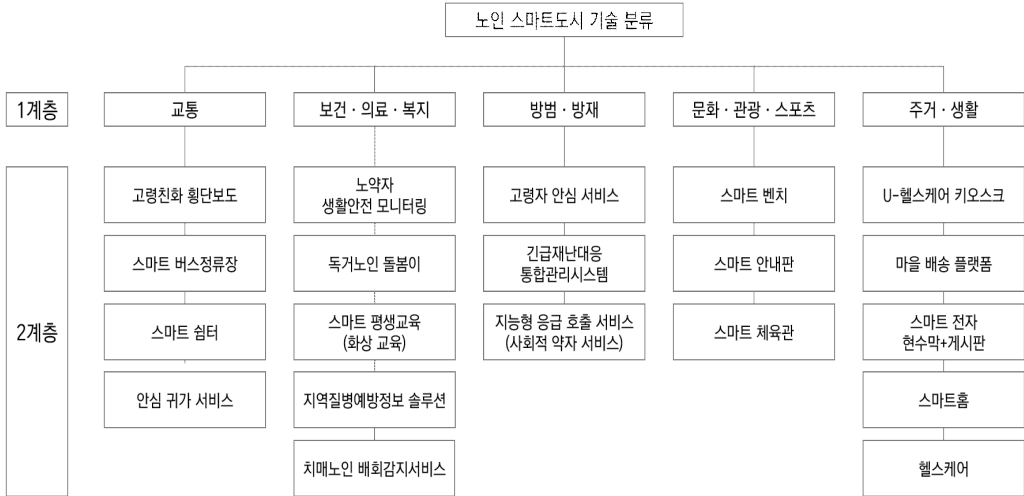 노인 스마트도시 기술 분류
1계층
교통
보건·의료·복지
방범·방재
문화·관광·스포츠
주거·생활
2계층
고령친화 횡단보도
스마트 버스정류장
스마트 쉼터
안심 귀가 서비스
노약자
생활안전 모니터링
독거노인 돌봄이
스마트 평생교육
(화상 교육)
지역질병예방정보 솔루션
치매노인 배회감지서비스
고령자 안심 서비스
긴급재난대응
통합관리시스템
지능형 응급 호출 서비스
(사회적 약자 서비스)
스마트 벤치
스마트 안내판
스마트 체육관
U-헬스케어 키오스크
마을 배송 플랫폼
스마트 전자
현수막+게시판
스마트홈
헬스케어